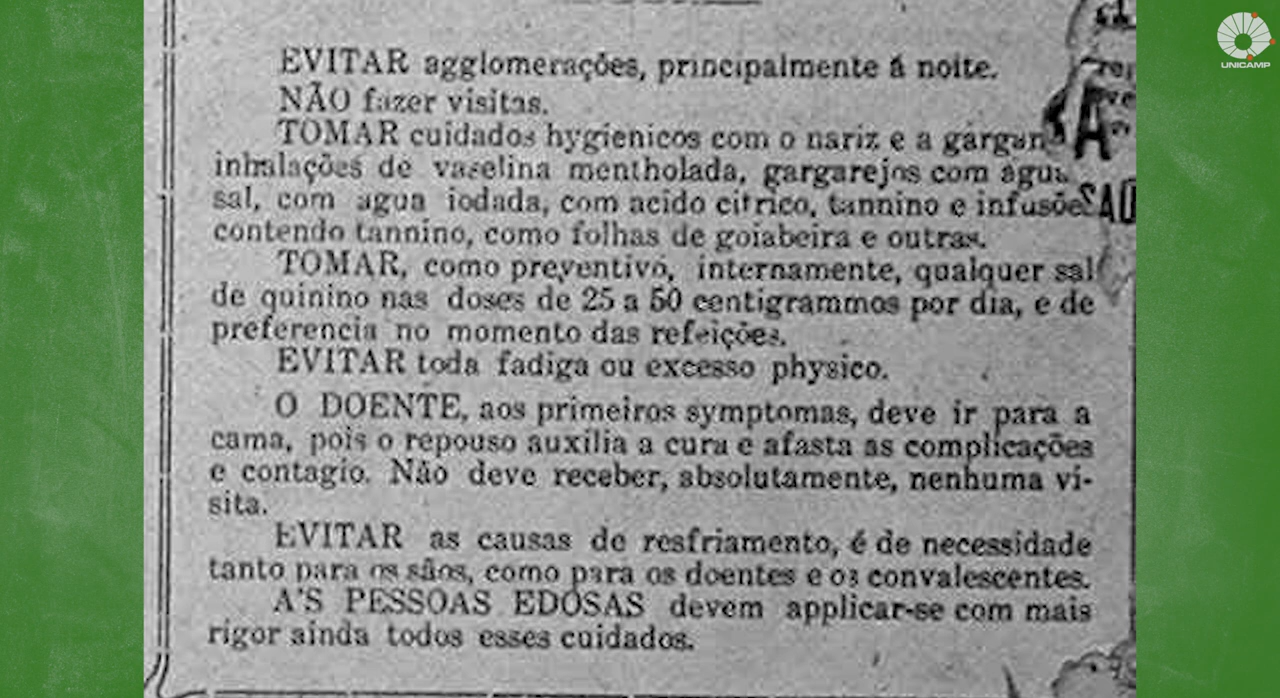 EVITAR agglomerações, principalmente á noite.
NÃO fazer visitas.
TOMAR cuidados hygienicos com o nariz e a
inhalações de vaselina mentholada, gargarejos com
sal, com agua iodada, com acido citrico, tannino e
contendo tannino, como folhas de goiabeira e outras.
TOMAR, como preventivo, internamente, qualquer sal
de quinino nas doses de 25 a 50 centigrammos por dia, e de
preferencia no momento das refeições.
EVITAR toda fadiga ou excesso physico.
O DOENTE, aos primeiros symptomas, deve ir para a
cama, pois o repouso auxilia a cura e afasta as complicações
e contagio. Não deve receber, absolutamente, nenhuma vi-
sita.
EVITAR as causas de resfriamento, é de necessidade
tanto para os sãos, como para os doentes e os convalescentes.
A'S PESSOAS EDOSAS devem applicar-se com mais
rigor ainda todos esses cuidados.
UNICAMP